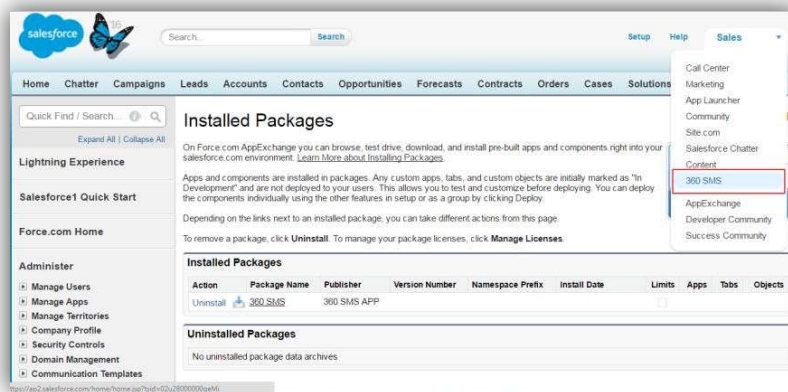 salesforce
16
Search...
Search
Setup Help Sales
Home Chatter Campaigns Leads Accounts Contacts Opportunities Forecasts Contracts Orders Cases Solutions
Call Center
Marketing
App Launcher
Community
Site.com
Salesforce Chatter
Content
360 SMS
AppExchange
Developer Community
Success Community
Quick Find / Search...
Expand All | Collapse All
Lightning Experience
Salesforce1 Quick Start
Force.com Home
Administer
Manage Users
Manage Apps
Manage Territories
Company Profile
Security Controls
Domain Management
Communication Templates
Installed Packages
On Force.com AppExchange you can browse, test drive, download, and install pre-built apps and components right into your
salesforce.com environment. Learn More about Installing Packages.
Apps and components are installed in packages. Any custom apps, tabs, and custom objects are initially marked as "In
Development" and are not deployed to your users. This allows you to test and customize before deploying. You can deploy
the components individually using the other features in setup or as a group by clicking Deploy.
Depending on the links next to an installed package, you can take different actions from this page.
To remove a package, click Uninstall. To manage your package licenses, click Manage Licenses.
Installed Packages
Action Package Name Publisher Version Number Namespace Prefix Install Date Limits Apps Tabs Objects
Uninstall 360 SMS 360 SMS APP
Uninstalled Packages
No uninstalled package data archives